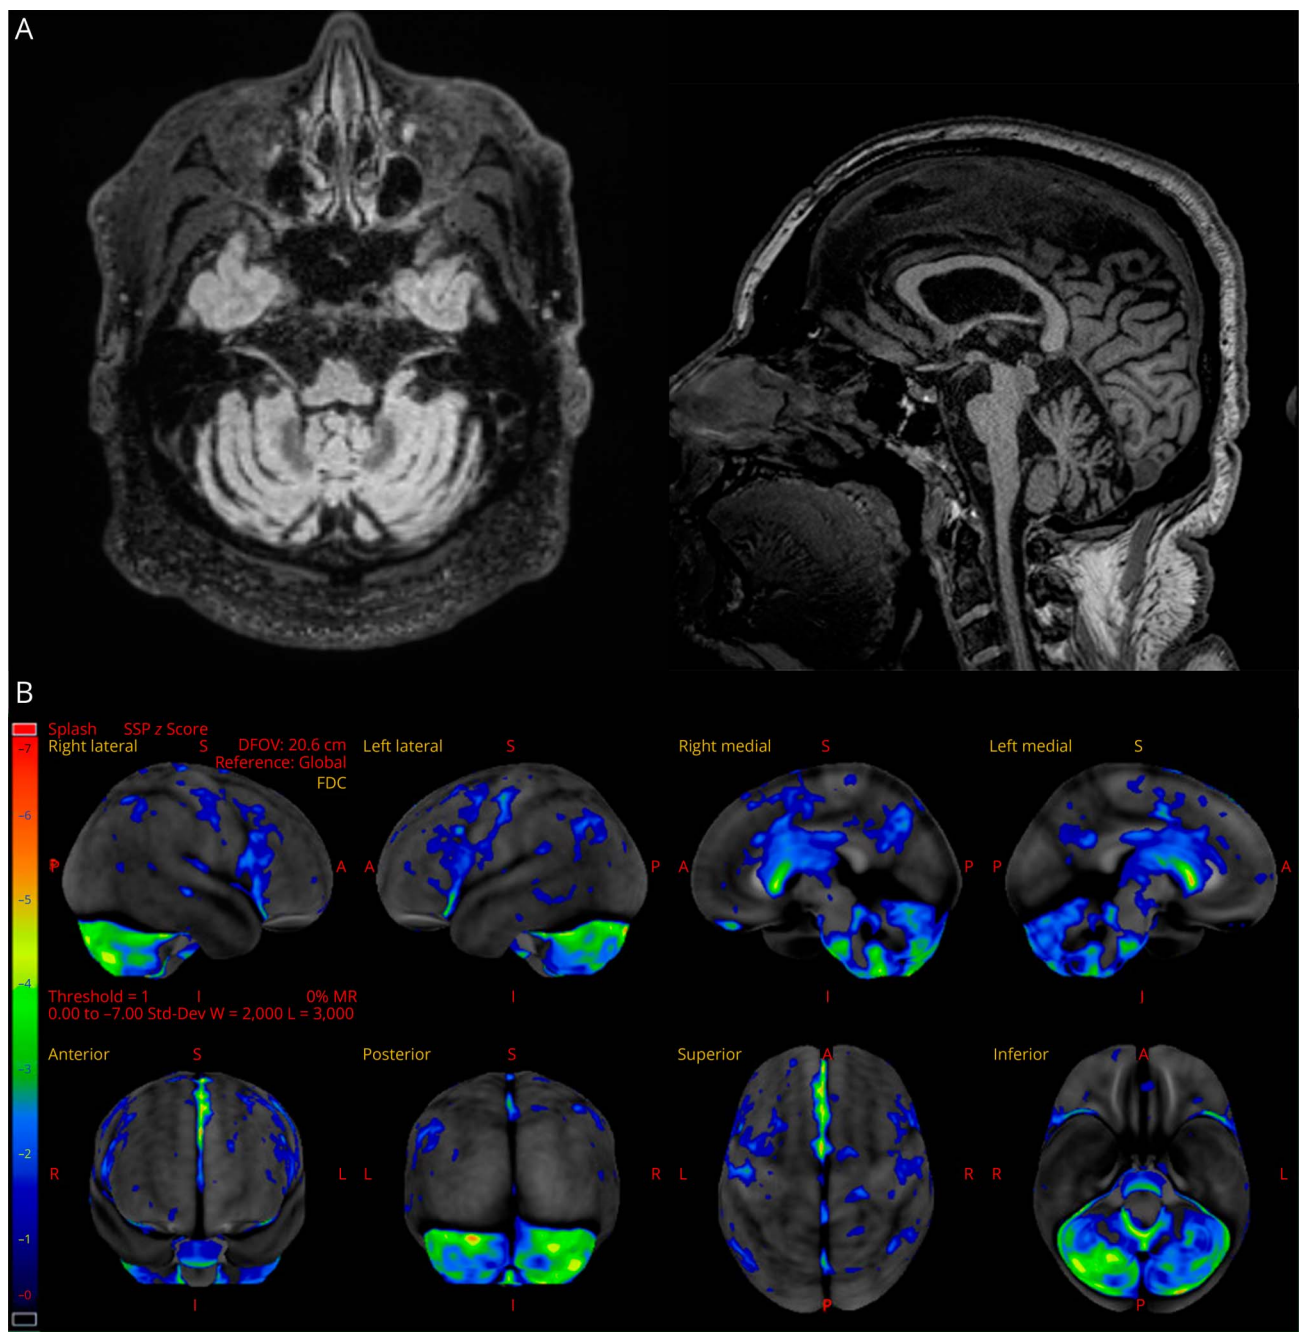 A
B
Splash SSP z Score
Right lateral S DFOV: 20.6 cm
Reference: Global
FDC
Left lateral S
Right medial S
Left medial S
-7
-6
-5
-4
-3
-2
-1
-0
A A P A P P A
Threshold = 1 I 0% MR
0.00 to -7.00 Std-Dev W = 2,000 L = 3,000
I I I
Anterior S
Posterior S
Superior A
Inferior A
R L L R L R R L
I I P P